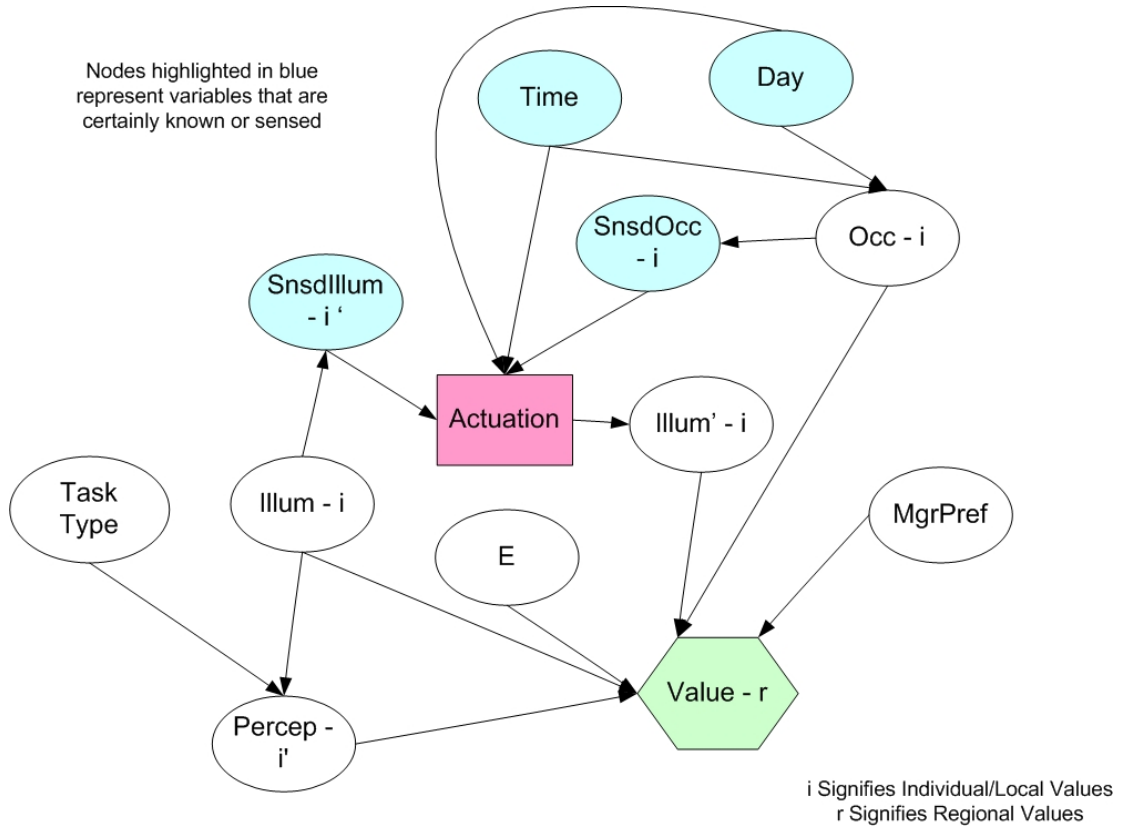 Nodes highlighted in blue
represent variables that are
certainly known or sensed
Time
Day
SnsdOcc
- i
Occ - i
SnsdIllum
- i ‘
Actuation
Illum’ - i
Task
Type
Illum - i
MgrPref
E
Value - r
Percep -
i'
i Signifies Individual/Local Values
r Signifies Regional Values